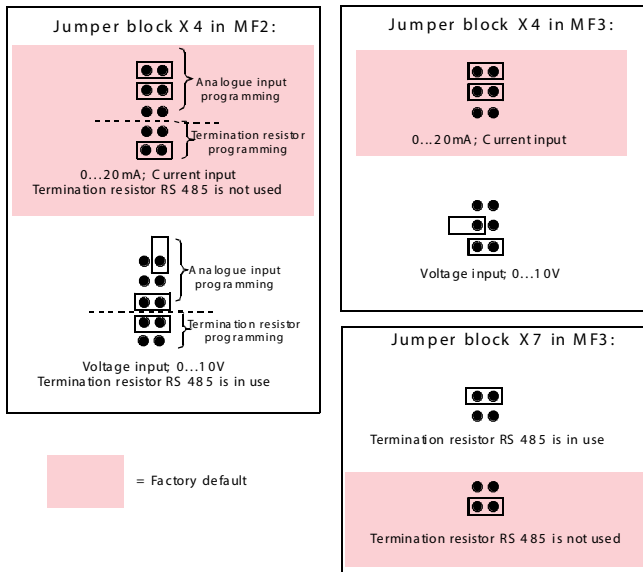 Jumper block X4 in MF2:
Analogue input
programming
Termination resistor
programming
0...20mA; Current input
Termination resistor RS 485 is not used
Analogue input
programming
Termination resistor
programming
Voltage input; 0...10V
Termination resistor RS 485 is in use
= Factory default
Jumper block X4 in MF3:
0...20mA; Current input
Voltage input; 0...10V
Jumper block X7 in MF3:
Termination resistor RS 485 is in use
Termination resistor RS 485 is not used